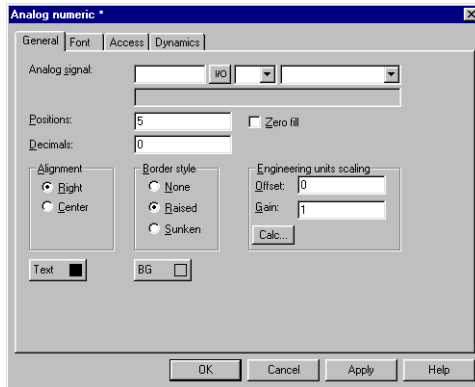 Analog numeric *
General Font Access Dynamics
Analog signal: I/O
Positions: 5 Zero fill
Decimals: 0
Alignment Border style Engineering units scaling
Right None Offset: 0
Center Raised Gain: 1
Sunken Calc...
Text BG
OK Cancel Apply Help